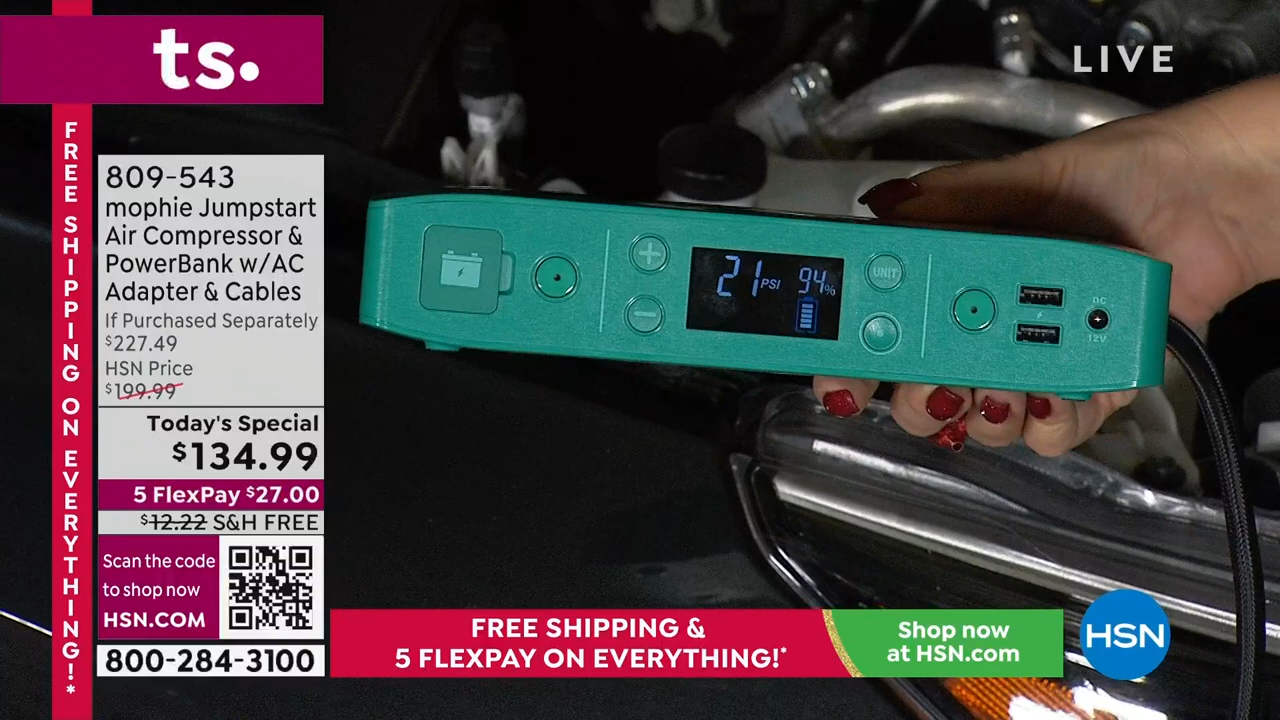 ts.
LIVE
FREE SHIPPING ON EVERYTHING!*
809-543
mophie Jumpstart
Air Compressor &
PowerBank w/AC
Adapter & Cables
If Purchased Separately
$227.49
HSN Price
$199.99
Today's Special
$134.99
5 FlexPay $27.00
$12.22 S&H FREE
Scan the code
to shop now
HSN.COM
800-284-3100
21 PSI 94%
UNIT
DC
12V
FREE SHIPPING &
5 FLEXPAY ON EVERYTHING!*
Shop now
at HSN.com
HSN